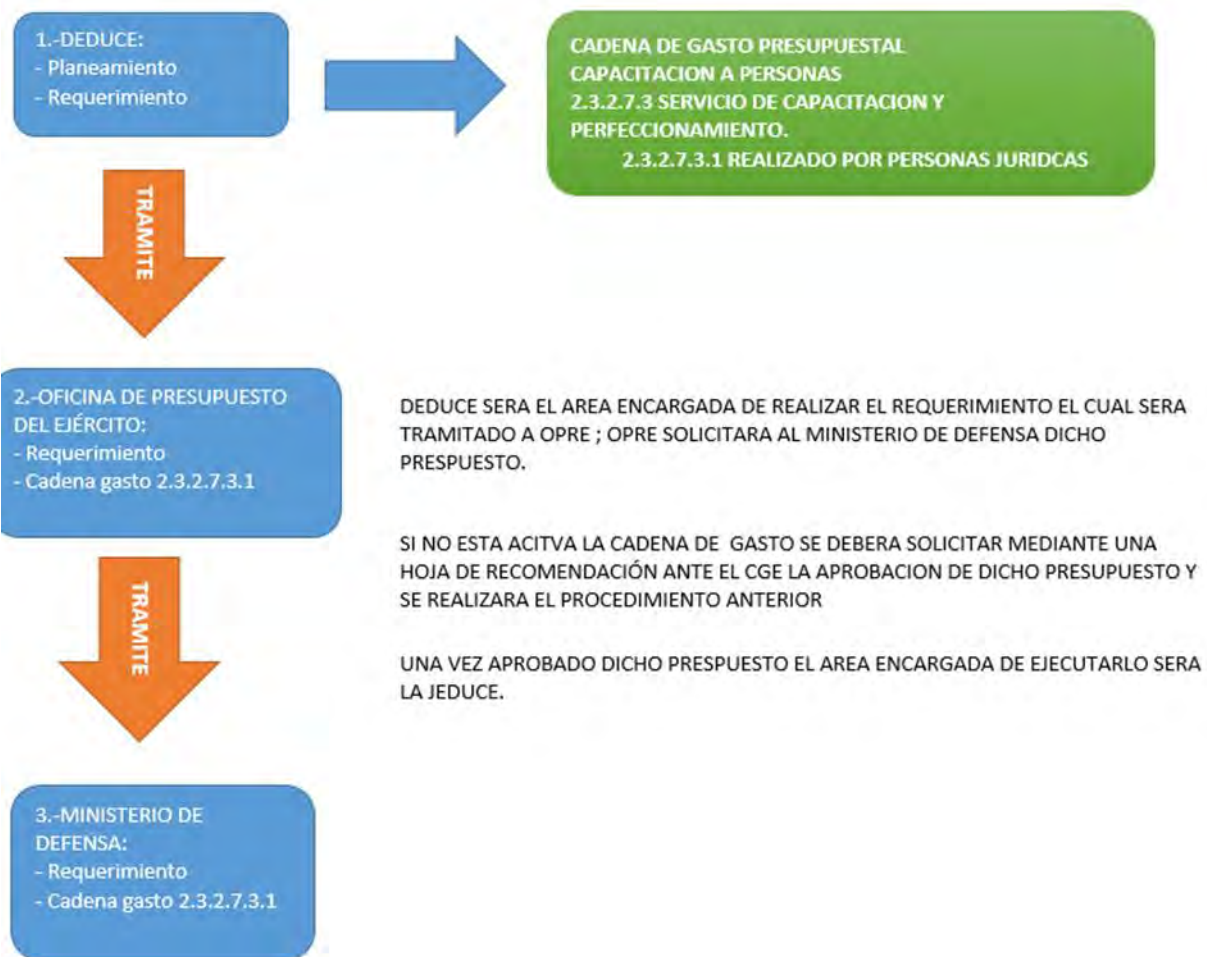 1.-DEDUCE:
- Planeamiento
- Requerimiento
CADENA DE GASTO PRESUPUESTAL
CAPACITACION A PERSONAS
2.3.2.7.3 SERVICIO DE CAPACITACION Y
PERFECCIONAMIENTO.
2.3.2.7.3.1 REALIZADO POR PERSONAS JURIDCAS
TRAMITE
2.-OFICINA DE PRESUPUESTO
DEL EJÉRCITO:
- Requerimiento
- Cadena gasto 2.3.2.7.3.1
DEDUCE SERA EL AREA ENCARGADA DE REALIZAR EL REQUERIMIENTO EL CUAL SERA
TRAMITADO A OPRE ; OPRE SOLICITARA AL MINISTERIO DE DEFENSA DICHO
PRESPUESTO.
SI NO ESTA ACITVA LA CADENA DE GASTO SE DEBERA SOLICITAR MEDIANTE UNA
HOJA DE RECOMENDACIÓN ANTE EL CGE LA APROBACION DE DICHO PRESUPUESTO Y
SE REALIZARA EL PROCEDIMIENTO ANTERIOR
TRAMITE
UNA VEZ APROBADO DICHO PRESPUESTO EL AREA ENCARGADA DE EJECUTARLO SERA
LA JEDUCE.
3.-MINISTERIO DE
DEFENSA:
- Requerimiento
- Cadena gasto 2.3.2.7.3.1